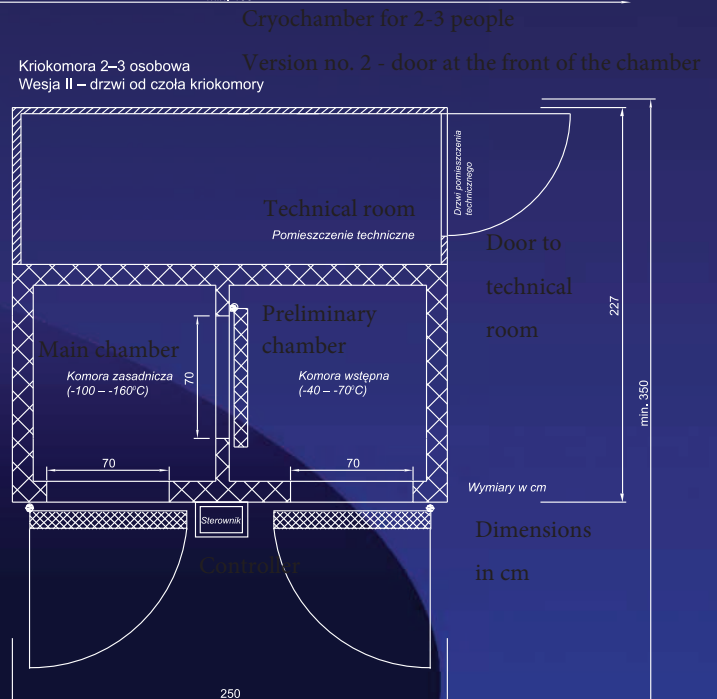 Cryochamber for 2-3 people
Kriokomora 2–3 osobowa
Version no. 2 - door at the front of the chamber
Wesja II – drzwi od czoła kriokomory
Drzwi pomieszczenia
technicznego
Technical room
Pomieszczenie techniczne
Door to
technical
room
227
min. 350
Preliminary
chamber
Main chamber
Komora zasadnicza
(-100 – -160°C)
70
Komora wstępna
(-40 – -70°C)
70
70
Wymiary w cm
Sterownik
Dimensions
in cm
Controller
250